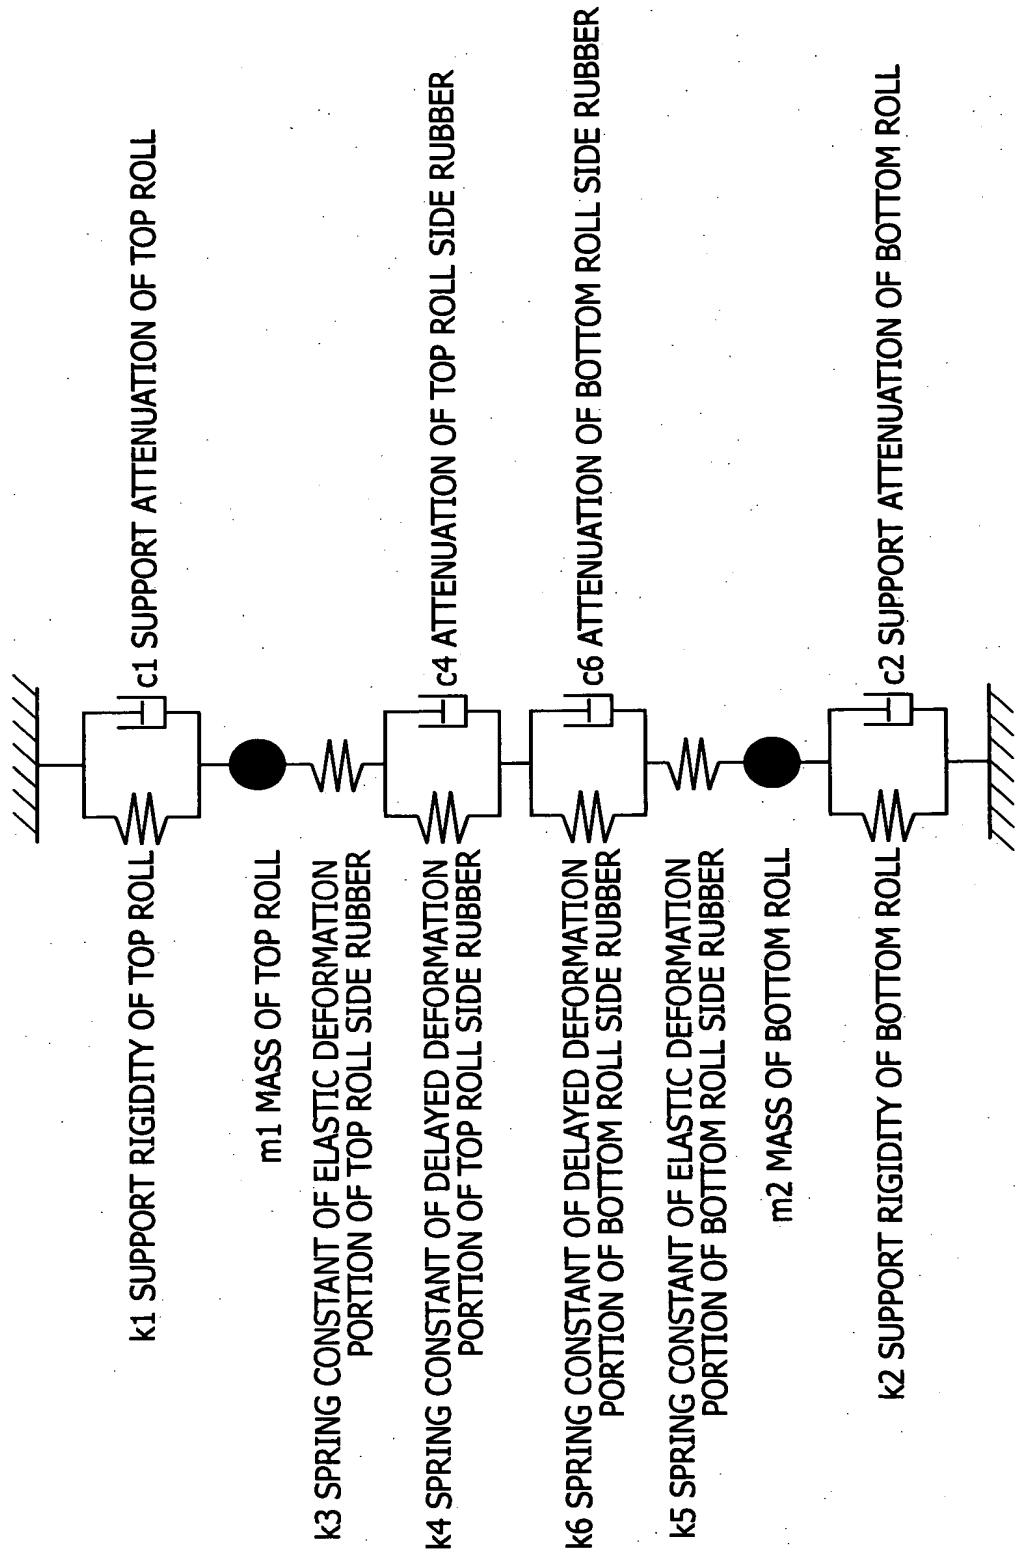 k1 SUPPORT RIGIDITY OF TOP ROLL
c1 SUPPORT ATTENUATION OF TOP ROLL
m1 MASS OF TOP ROLL
k3 SPRING CONSTANT OF ELASTIC DEFORMATION
PORTION OF TOP ROLL SIDE RUBBER
k4 SPRING CONSTANT OF DELAYED DEFORMATION
PORTION OF TOP ROLL SIDE RUBBER
c4 ATTENUATION OF TOP ROLL SIDE RUBBER
k6 SPRING CONSTANT OF DELAYED DEFORMATION
PORTION OF BOTTOM ROLL SIDE RUBBER
c6 ATTENUATION OF BOTTOM ROLL SIDE RUBBER
k5 SPRING CONSTANT OF ELASTIC DEFORMATION
PORTION OF BOTTOM ROLL SIDE RUBBER
m2 MASS OF BOTTOM ROLL
k2 SUPPORT RIGIDITY OF BOTTOM ROLL
c2 SUPPORT ATTENUATION OF BOTTOM ROLL